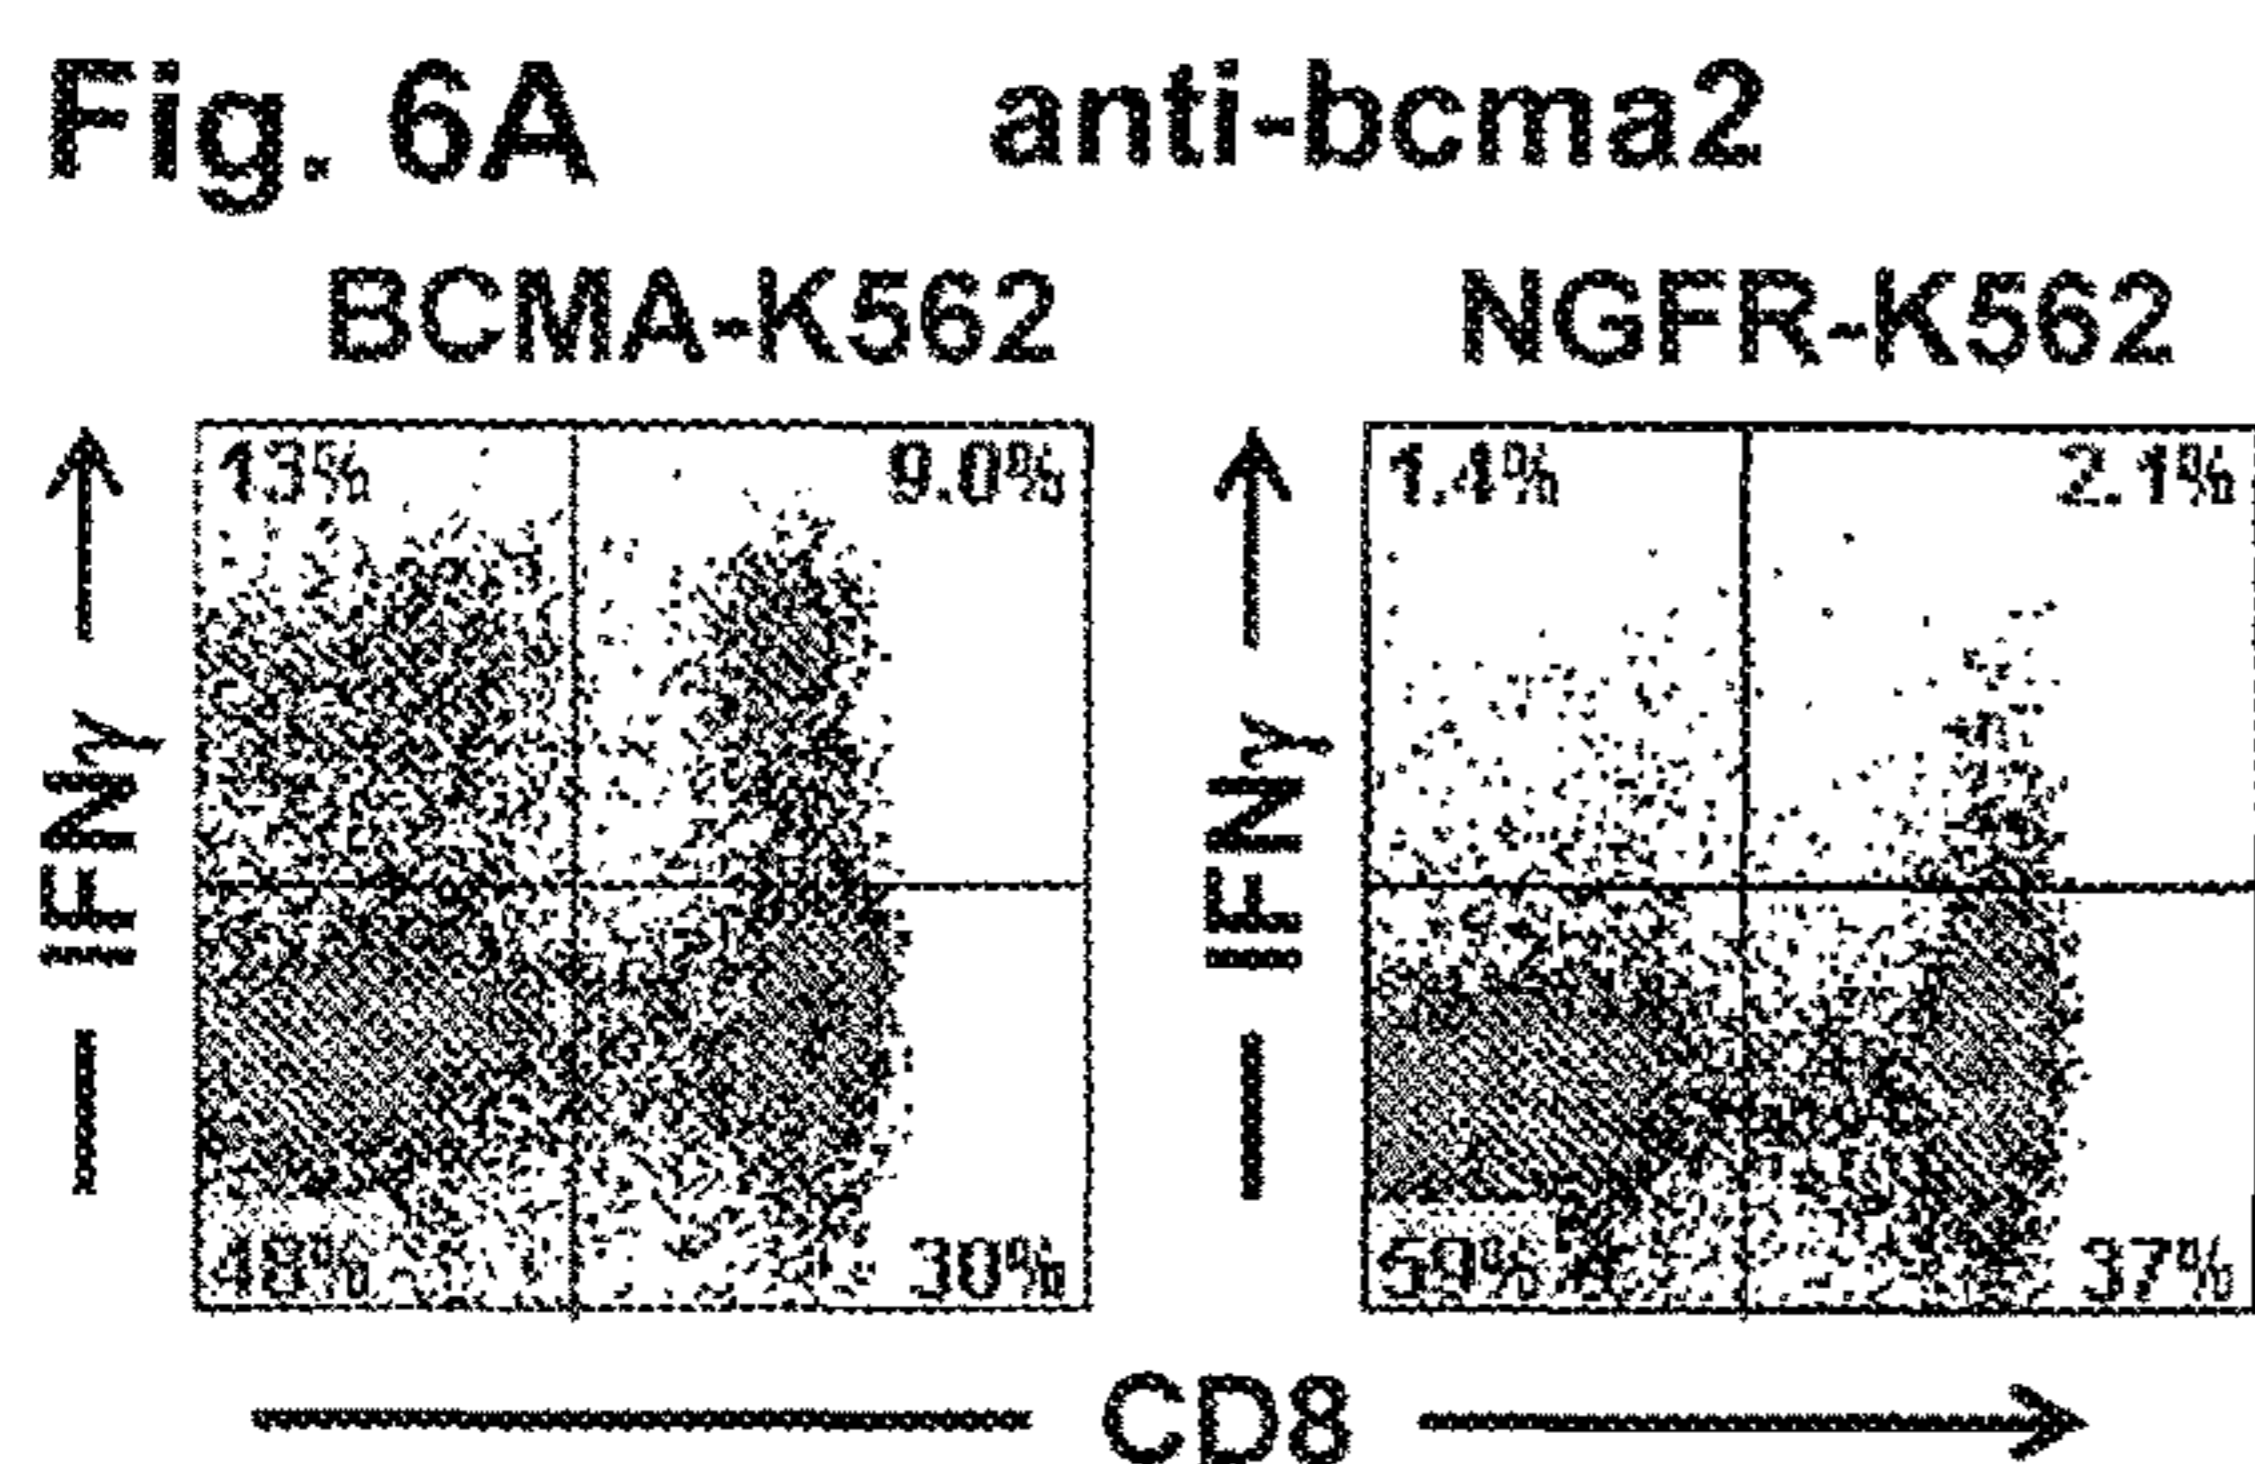 Fig. 6A anti-bcma2
BCMA-K562 NGFR-K562
13% 9.0% 1.4% 2.1%
IFNγ IFNγ
48% 30% 59% 37%
CD8